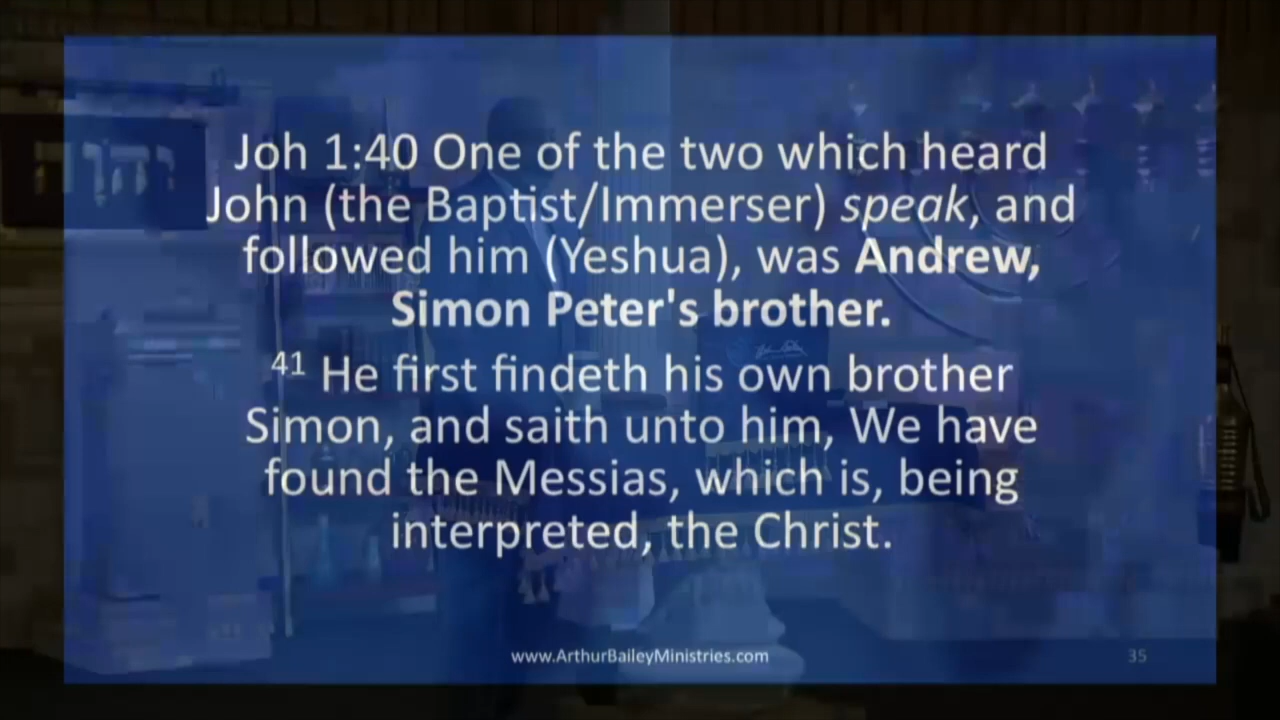 Joh 1:40 One of the two which heard
John (the Baptist/Immerser) speak, and
followed him (Yeshua), was Andrew,
Simon Peter's brother.
41 He first findeth his own brother
Simon, and saith unto him, We have
found the Messias, which is, being
interpreted, the Christ.
www.ArthurBaileyMinistries.com
35